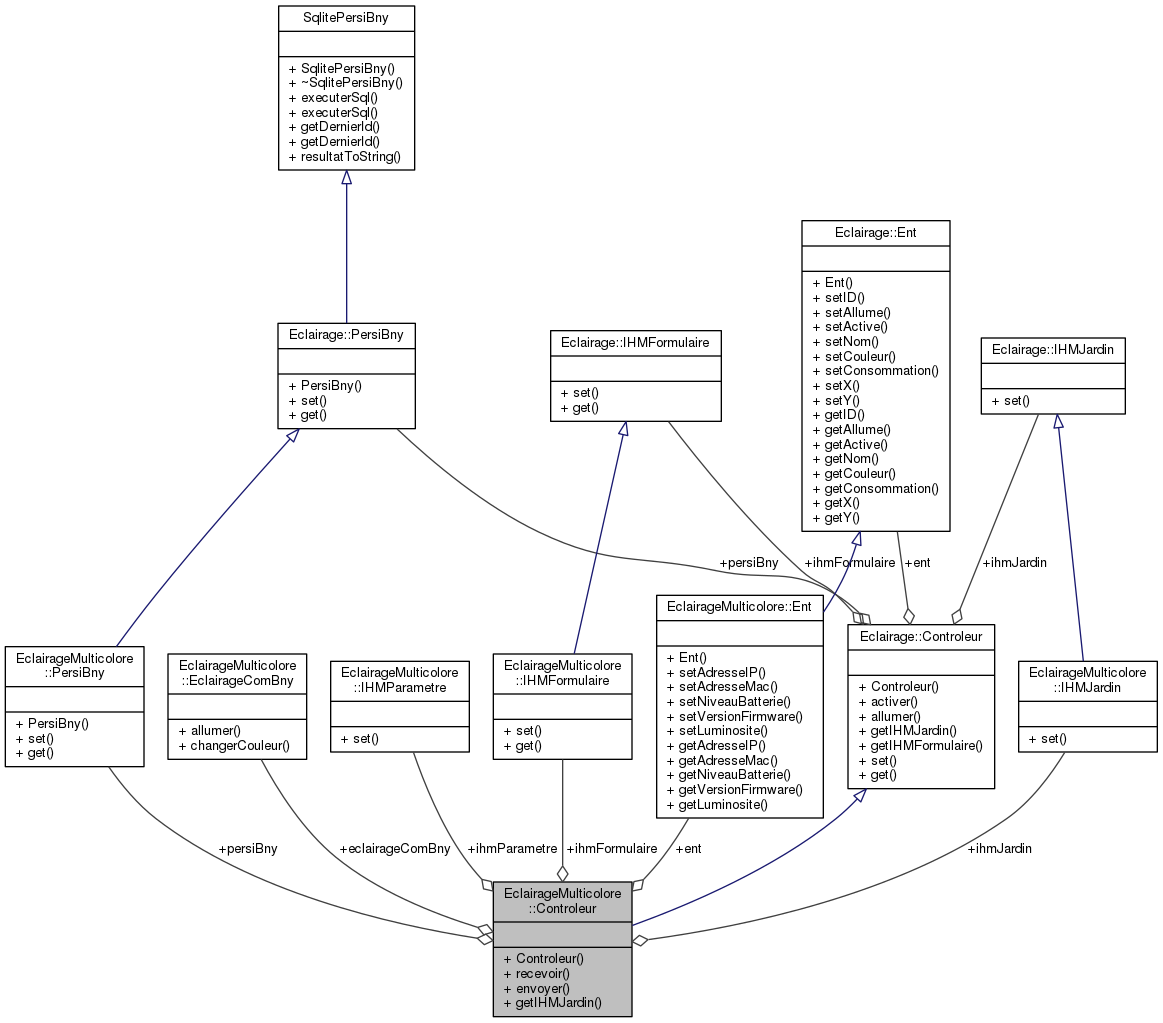 SqlitePersiBny
+ SqlitePersiBny()
+ ~SqlitePersiBny()
+ executerSql()
+ executerSql()
+ getDernierId()
+ getDernierId()
+ resultatToString()
Eclairage::Ent
+ Ent()
+ setID()
+ setAllume()
+ setActive()
+ setNom()
+ setCouleur()
+ setConsommation()
+ setX()
+ setY()
+ getID()
+ getAllume()
+ getActive()
+ getNom()
+ getCouleur()
+ getConsommation()
+ getX()
+ getY()
Eclairage::PersiBny
+ PersiBny()
+ set()
+ get()
Eclairage::IHMFormulaire
+ set()
+ get()
Eclairage::IHMJardin
+ set()
+persiBny
+ihmFormulaire
+ent
+ihmJardin
EclairageMulticolore
::PersiBny
+ PersiBny()
+ set()
+ get()
EclairageMulticolore
::EclairageComBny
+ allumer()
+ changerCouleur()
EclairageMulticolore
::IHMParametre
+ set()
EclairageMulticolore
::IHMFormulaire
+ set()
+ get()
EclairageMulticolore::Ent
+ Ent()
+ setAdresseIP()
+ setAdresseMac()
+ setNiveauBatterie()
+ setVersionFirmware()
+ setLuminosite()
+ getAdresseIP()
+ getAdresseMac()
+ getNiveauBatterie()
+ getVersionFirmware()
+ getLuminosite()
Eclairage::Controleur
+ Controleur()
+ activer()
+ allumer()
+ getIHMJardin()
+ getIHMFormulaire()
+ set()
+ get()
EclairageMulticolore
::IHMJardin
+ set()
+persiBny
+eclairageComBny
+ihmParametre
+ihmFormulaire
+ent
+ihmJardin
EclairageMulticolore
::Controleur
+ Controleur()
+ recevoir()
+ envoyer()
+ getIHMJardin()